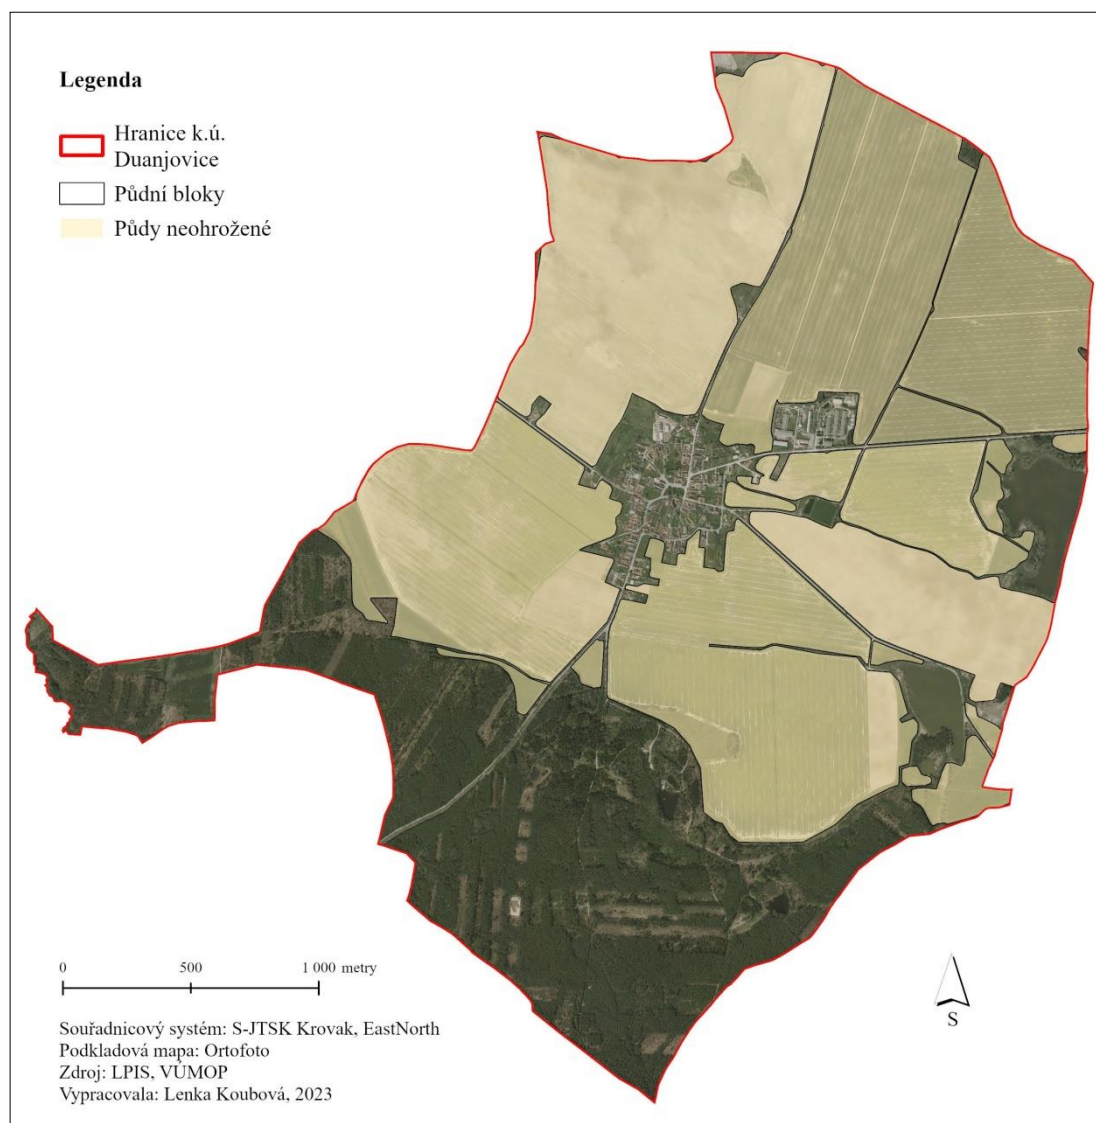 Legenda
Hranice k.ú.
Duanjovice
Půdní bloky
Půdy neohrožené
0 500 1 000 metry
Souřadnicový systém: S-JTSK Krovak, EastNorth
Podkladová mapa: Ortofoto
Zdroj: LPIS, VÚMOP
Vypracovala: Lenka Koubová, 2023
S